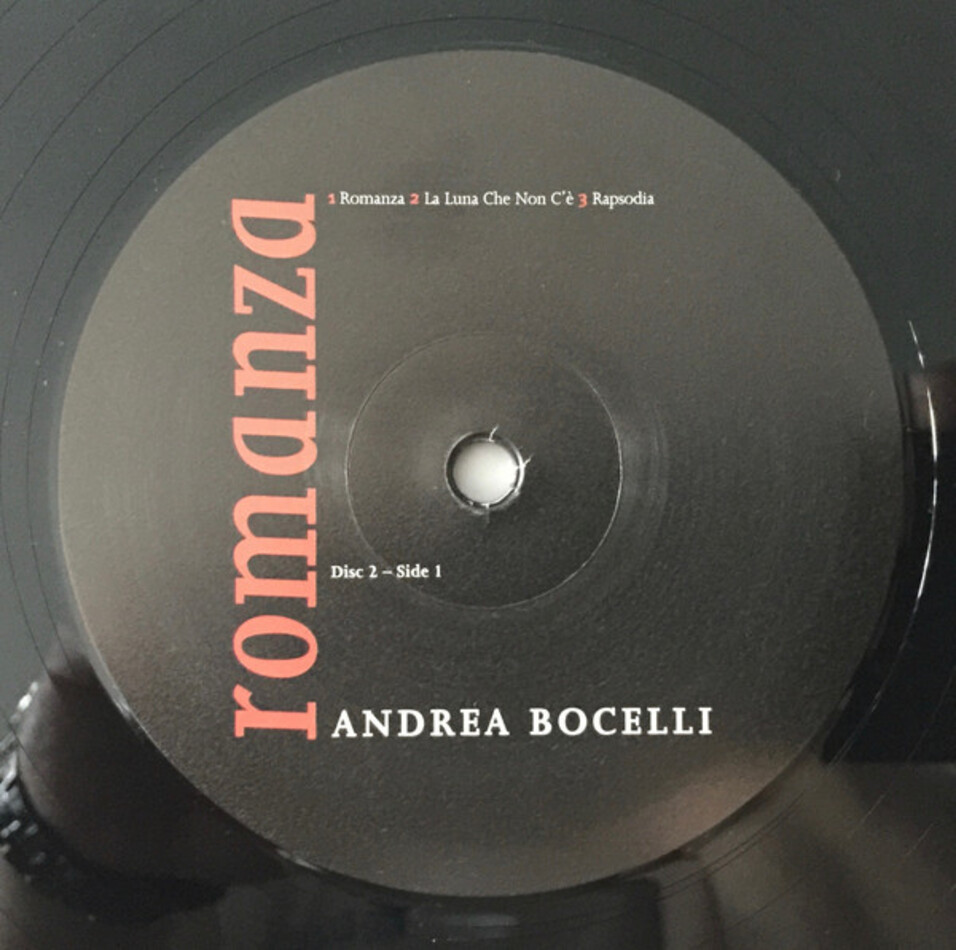 romanza
1 Romanza 2 La Luna Che Non C'è 3 Rapsodia
Disc 2 – Side 1
ANDREA BOCELLI